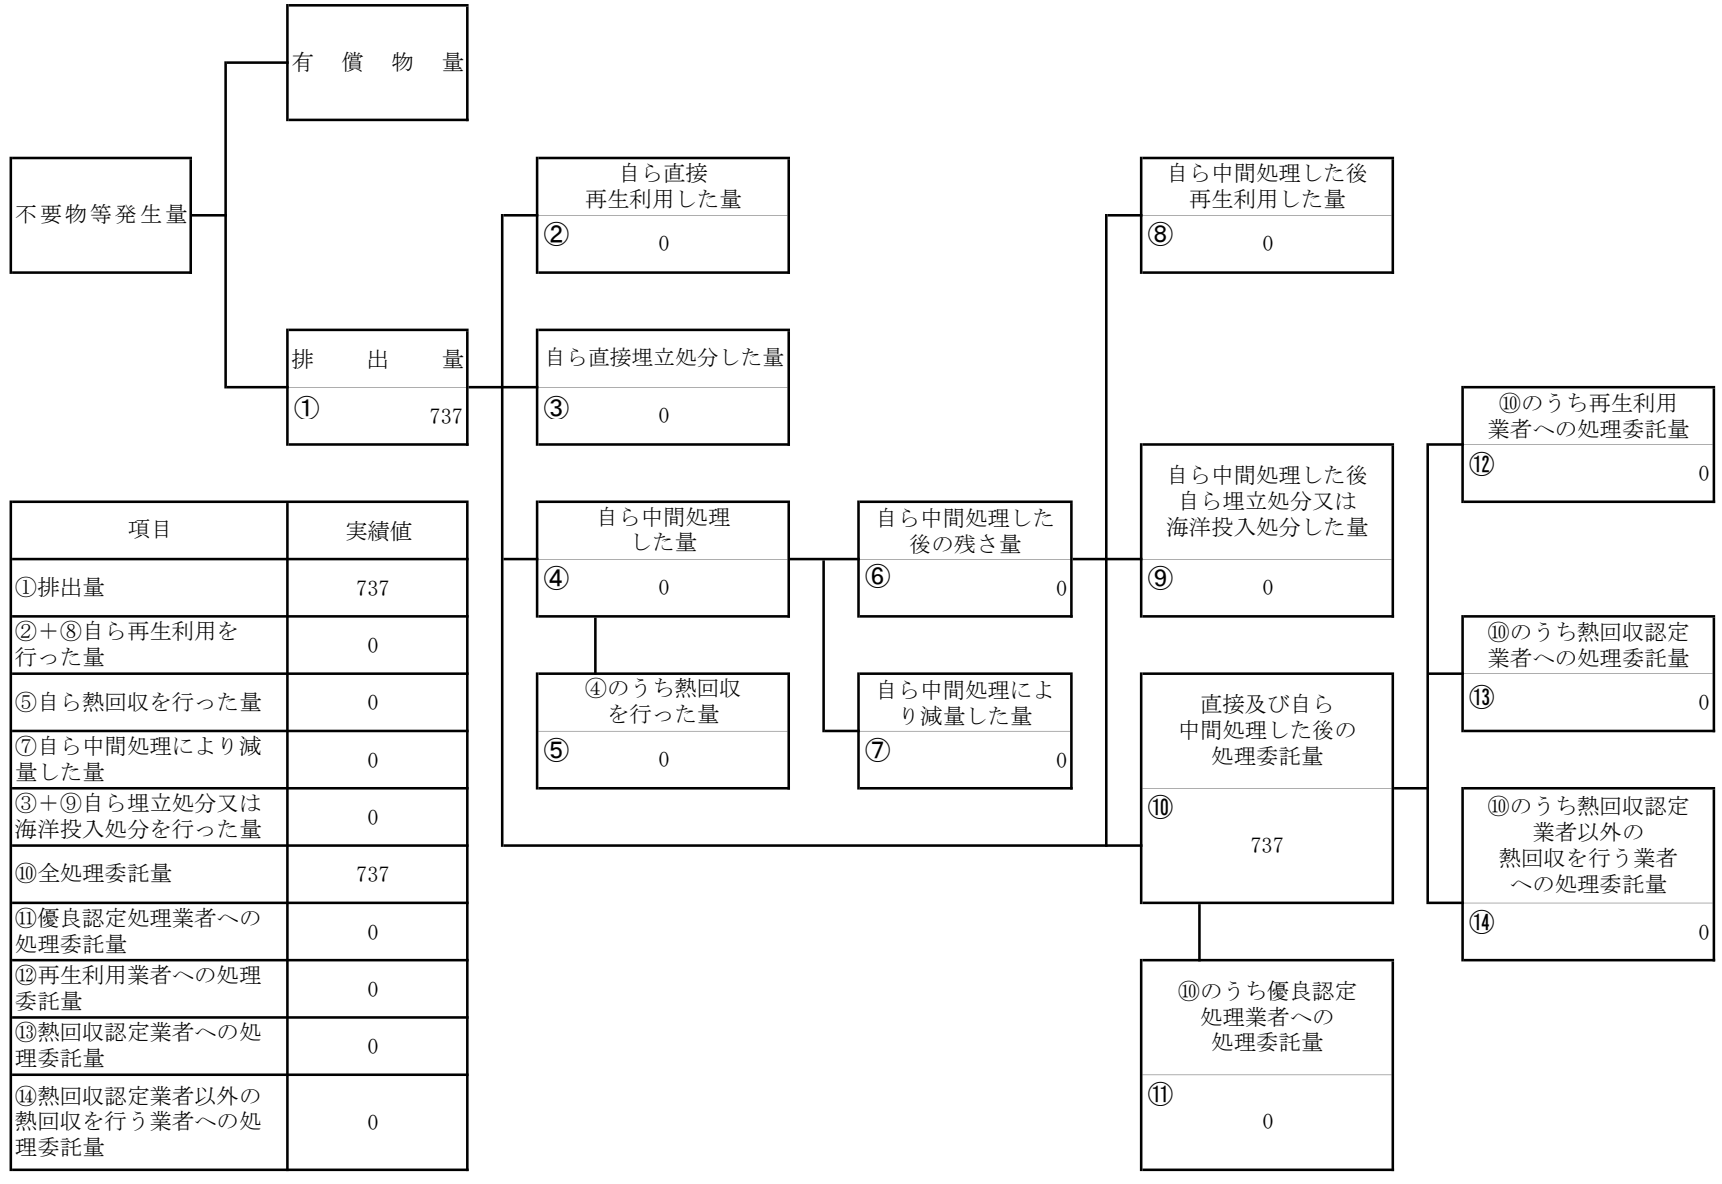 有償物量
不要物等発生量
自ら直接
再生利用した量
② 0
自ら中間処理した後
再生利用した量
⑧ 0
排出量
① 737
自ら直接埋立処分した量
③ 0
⑩のうち再生利用
業者への処理委託量
⑫ 0
自ら中間処理した後
自ら埋立処分又は
海洋投入処分した量
⑨ 0
自ら中間処理
した量
④ 0
自ら中間処理した
後の残さ量
⑥ 0
⑩のうち熱回収認定
業者への処理委託量
⑬ 0
④のうち熱回収
を行った量
⑤ 0
自ら中間処理によ
り減量した量
⑦ 0
直接及び自ら
中間処理した後の
処理委託量
⑩
737
⑩のうち熱回収認定
業者以外の
熱回収を行う業者
への処理委託量
⑭ 0
⑩のうち優良認定
処理業者への
処理委託量
⑪
0
項目 実績値
①排出量 737
②+⑧自ら再生利用を
行った量 0
⑤自ら熱回収を行った量 0
⑦自ら中間処理により減
量した量 0
③+⑨自ら埋立処分又は
海洋投入処分を行った量 0
⑩全処理委託量 737
⑪優良認定処理業者への
処理委託量 0
⑫再生利用業者への処理
委託量 0
⑬熱回収認定業者への処
理委託量 0
⑭熱回収認定業者以外の
熱回収を行う業者への処
理委託量 0